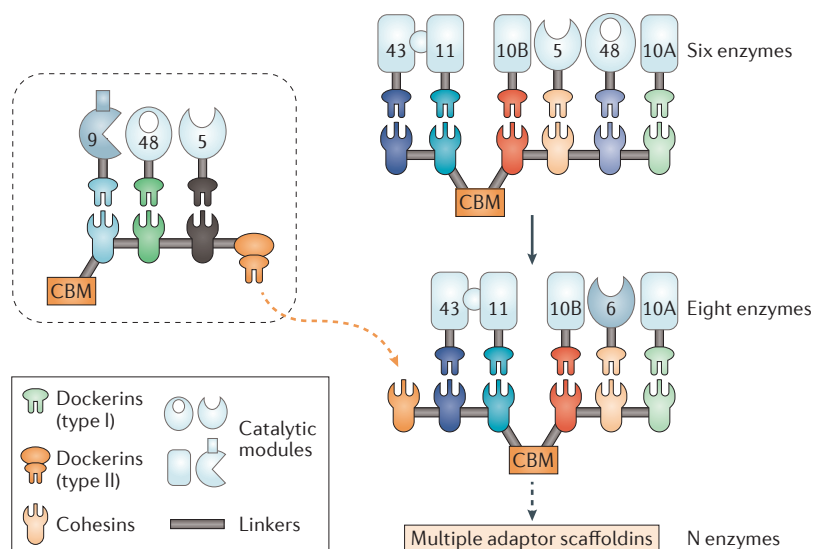 43 11 10B 5 48 10A Six enzymes
CBM
9 48 5
CBM
43 11 10B 6 10A Eight enzymes
CBM
Dockerins
(type I)
Dockerins
(type II)
Cohesins
Catalytic
modules
Linkers
Multiple adaptor scaffoldins N enzymes